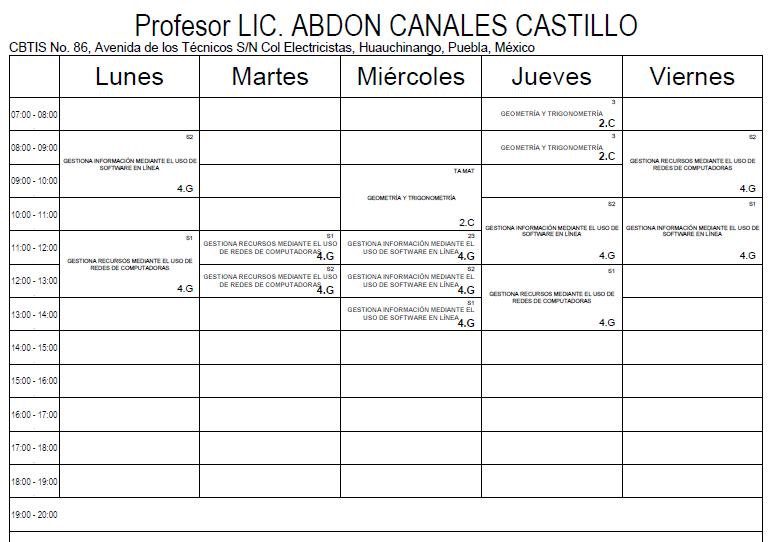 Profesor LIC. ABDON CANALES CASTILLO
CBTIS No. 86, Avenida de los Técnicos S/N Col Electricistas, Huauchinango, Puebla, México
Lunes Martes Miércoles Jueves Viernes
07:00 - 08:00
3
GEOMETRÍA Y TRIGONOMETRÍA
2.C
08:00 - 09:00
S2
GESTIONA INFORMACIÓN MEDIANTE EL USO DE
SOFTWARE EN LÍNEA
4.G
3
GEOMETRÍA Y TRIGONOMETRÍA
2.C
S2
GESTIONA RECURSOS MEDIANTE EL USO DE
REDES DE COMPUTADORAS
4.G
09:00 - 10:00
TA MAT
GEOMETRÍA Y TRIGONOMETRÍA
2.C
10:00 - 11:00
S2
GESTIONA INFORMACIÓN MEDIANTE EL USO DE
SOFTWARE EN LÍNEA
4.G
S1
GESTIONA INFORMACIÓN MEDIANTE EL USO DE
SOFTWARE EN LÍNEA
4.G
11:00 - 12:00
S1
GESTIONA RECURSOS MEDIANTE EL USO DE
REDES DE COMPUTADORAS
4.G
S1
GESTIONA RECURSOS MEDIANTE EL USO
DE REDES DE COMPUTADORAS
4.G
23
GESTIONA INFORMACIÓN MEDIANTE EL
USO DE SOFTWARE EN LÍNEA
4.G
12:00 - 13:00
S2
GESTIONA RECURSOS MEDIANTE EL USO
DE REDES DE COMPUTADORAS
4.G
S2
GESTIONA INFORMACIÓN MEDIANTE EL
USO DE SOFTWARE EN LÍNEA
4.G
S1
GESTIONA RECURSOS MEDIANTE EL USO DE
REDES DE COMPUTADORAS
4.G
13:00 - 14:00
S1
GESTIONA INFORMACIÓN MEDIANTE EL
USO DE SOFTWARE EN LÍNEA
4.G
14:00 - 15:00
15:00 - 16:00
16:00 - 17:00
17:00 - 18:00
18:00 - 19:00
19:00 - 20:00